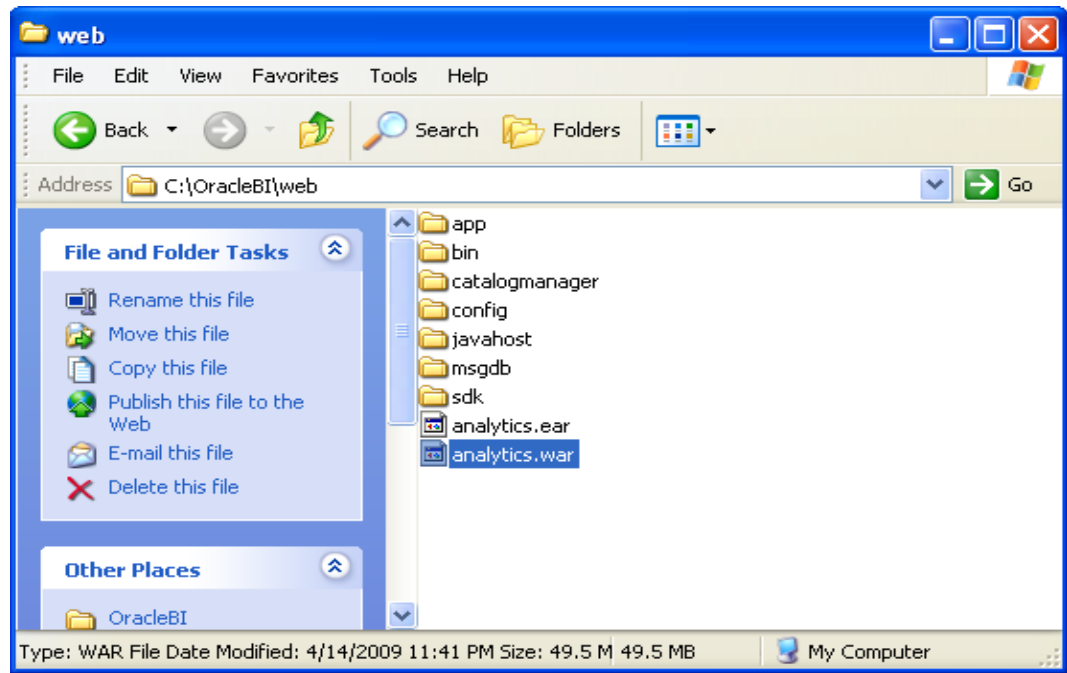 web
File Edit View Favorites Tools Help
Back Search Folders
Address C:\OracleBI\web Go
File and Folder Tasks
Rename this file
Move this file
Copy this file
Publish this file to the
Web
E-mail this file
Delete this file
Other Places
OracleBI
app
bin
catalogmanager
config
javahost
msgdb
sdk
analytics.ear
analytics.war
Type: WAR File Date Modified: 4/14/2009 11:41 PM Size: 49.5 M 49.5 MB My Computer